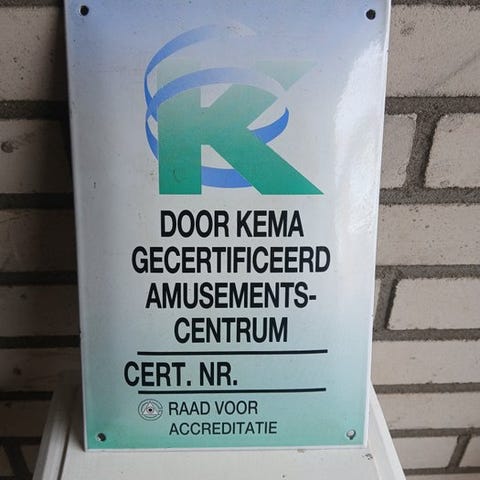 K
DOOR KEMA
GECERTIFICEERD
AMUSEMENTS-
CENTRUM
CERT. NR.
RAAD VOOR
ACCREDITATIE